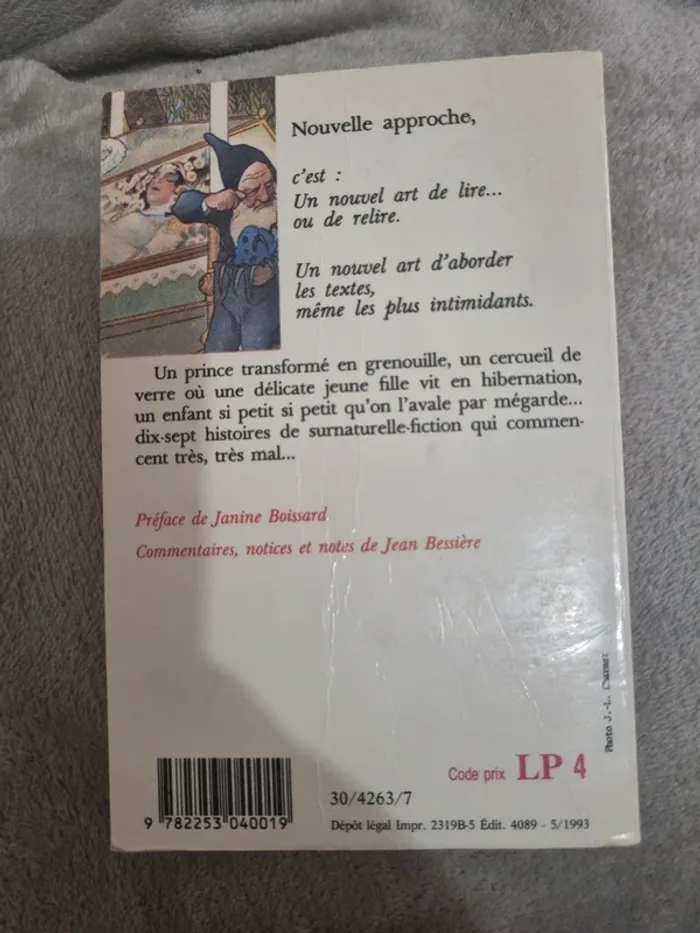 Nouvelle approche,
c'est :
Un nouvel art de lire...
ou de relire.
Un nouvel art d'aborder
les textes,
même les plus intimidants.
Un prince transformé en grenouille, un cercueil de
verre où une délicate jeune fille vit en hibernation,
un enfant si petit si petit qu'on l'avale par mégarde...
dix-sept histoires de surnaturelle-fiction qui commen-
cent très, très mal...
Préface de Janine Boissard
Commentaires, notices et notes de Jean Bessière
Photo J.-L. Charmet
Code prix LP 4
30/4263/7
9 782253 040019
Dépôt légal Impr. 2319B-5 Édit. 4089 - 5/1993